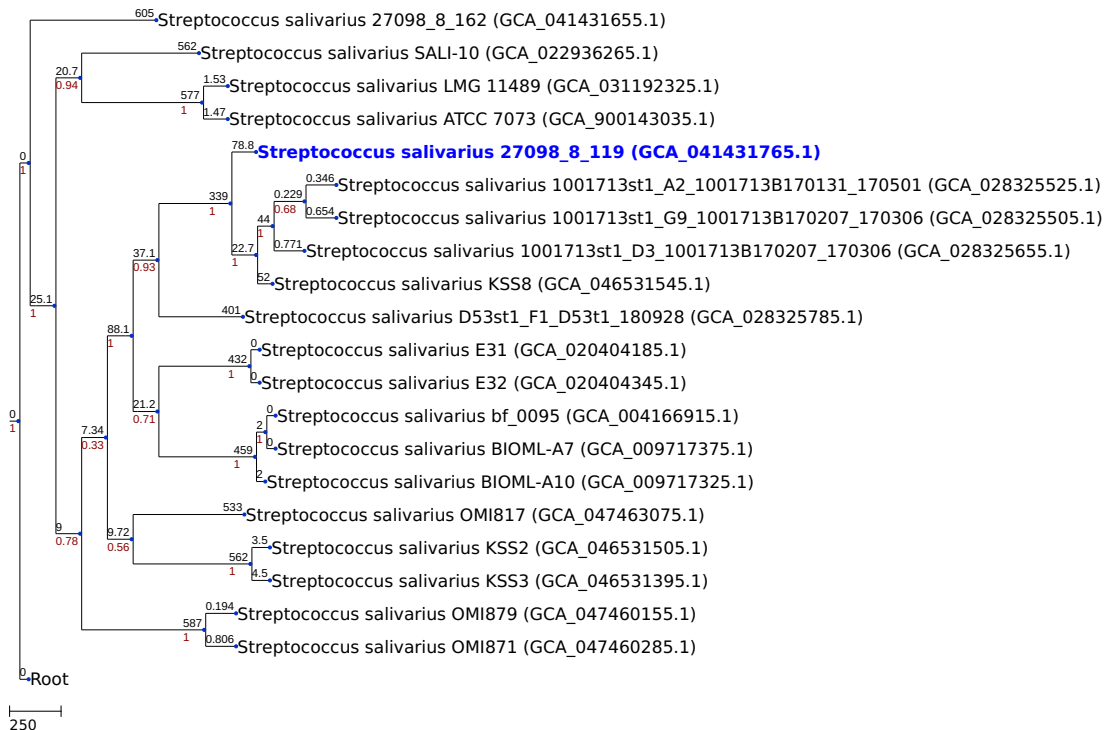 605 Streptococcus salivarius 27098_8_162 (GCA_041431655.1)
562 Streptococcus salivarius SALI-10 (GCA_022936265.1)
20.7
0.94
1.53 Streptococcus salivarius LMG 11489 (GCA_031192325.1)
577
1
1.47 Streptococcus salivarius ATCC 7073 (GCA_900143035.1)
78.8 Streptococcus salivarius 27098_8_119 (GCA_041431765.1)
0
1
0.346 Streptococcus salivarius 1001713st1_A2_1001713B170131_170501 (GCA_028325525.1)
339
1
0.229
0.68
0.654 Streptococcus salivarius 1001713st1_G9_1001713B170207_170306 (GCA_028325505.1)
44
1
0.771 Streptococcus salivarius 1001713st1_D3_1001713B170207_170306 (GCA_028325655.1)
22.7
1
37.1
0.93
52 Streptococcus salivarius KSS8 (GCA_046531545.1)
25.1
1
401 Streptococcus salivarius D53st1_F1_D53t1_180928 (GCA_028325785.1)
88.1
1
0 Streptococcus salivarius E31 (GCA_020404185.1)
432
1
0 Streptococcus salivarius E32 (GCA_020404345.1)
21.2
0.71
0 Streptococcus salivarius bf_0095 (GCA_004166915.1)
0
1
7.34
0.33
2
1
0 Streptococcus salivarius BIOML-A7 (GCA_009717375.1)
459
1
2 Streptococcus salivarius BIOML-A10 (GCA_009717325.1)
533 Streptococcus salivarius OMI817 (GCA_047463075.1)
9
0.78
9.72
0.56
3.5 Streptococcus salivarius KSS2 (GCA_046531505.1)
562
1
4.5 Streptococcus salivarius KSS3 (GCA_046531395.1)
0.194 Streptococcus salivarius OMI879 (GCA_047460155.1)
587
1
0.806 Streptococcus salivarius OMI871 (GCA_047460285.1)
0 Root
250